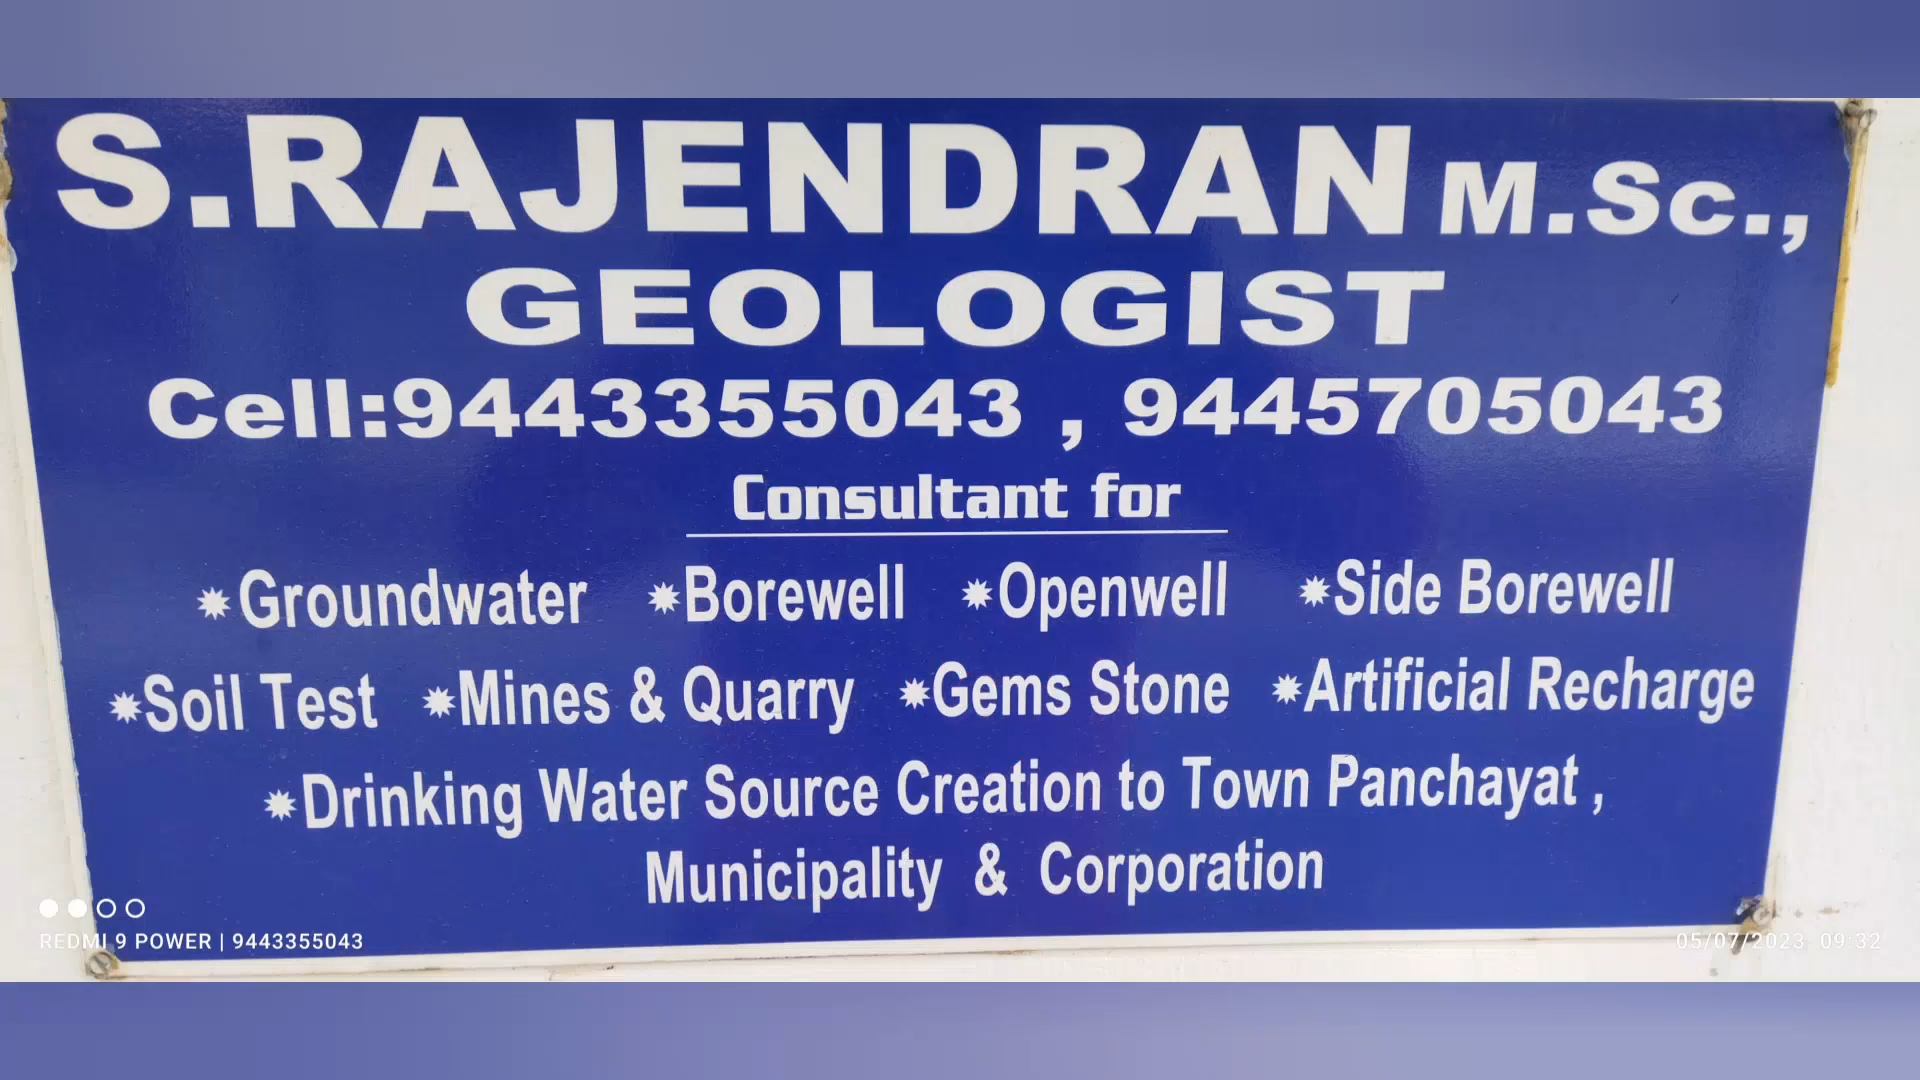 S.RAJENDRAN M.Sc.,
GEOLOGIST
Cell:9443355043 , 9445705043
Consultant for
Groundwater Borewell Openwell Side Borewell
Soil Test Mines & Quarry Gems Stone Artificial Recharge
Drinking Water Source Creation to Town Panchayat ,
Municipality & Corporation
REDMI 9 POWER | 9443355043
05/07/2023 09:32